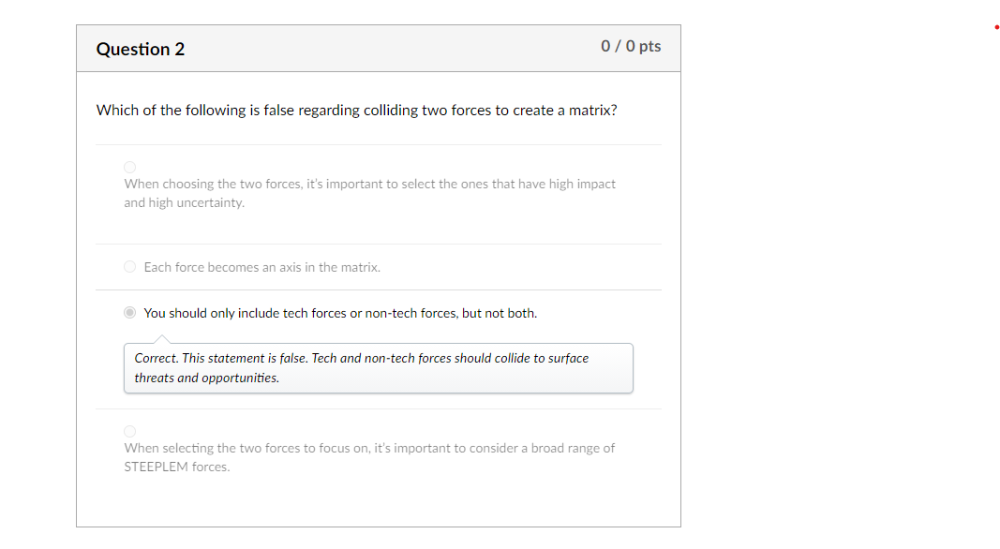 Question 2
0 / 0 pts
Which of the following is false regarding colliding two forces to create a matrix?
When choosing the two forces, it's important to select the ones that have high impact
and high uncertainty.
Each force becomes an axis in the matrix.
You should only include tech forces or non-tech forces, but not both.
Correct. This statement is false. Tech and non-tech forces should collide to surface
threats and opportunities.
When selecting the two forces to focus on, it's important to consider a broad range of
STEEPLEM forces.